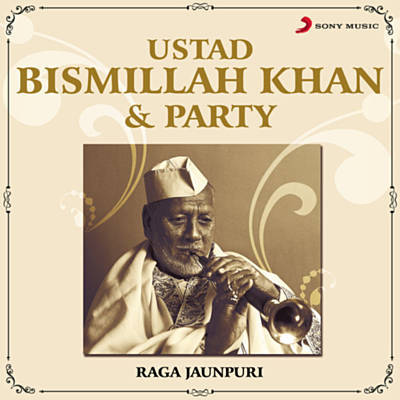 SONY MUSIC
USTAD
BISMILLAH KHAN
& PARTY
RAGA JAUNPURI